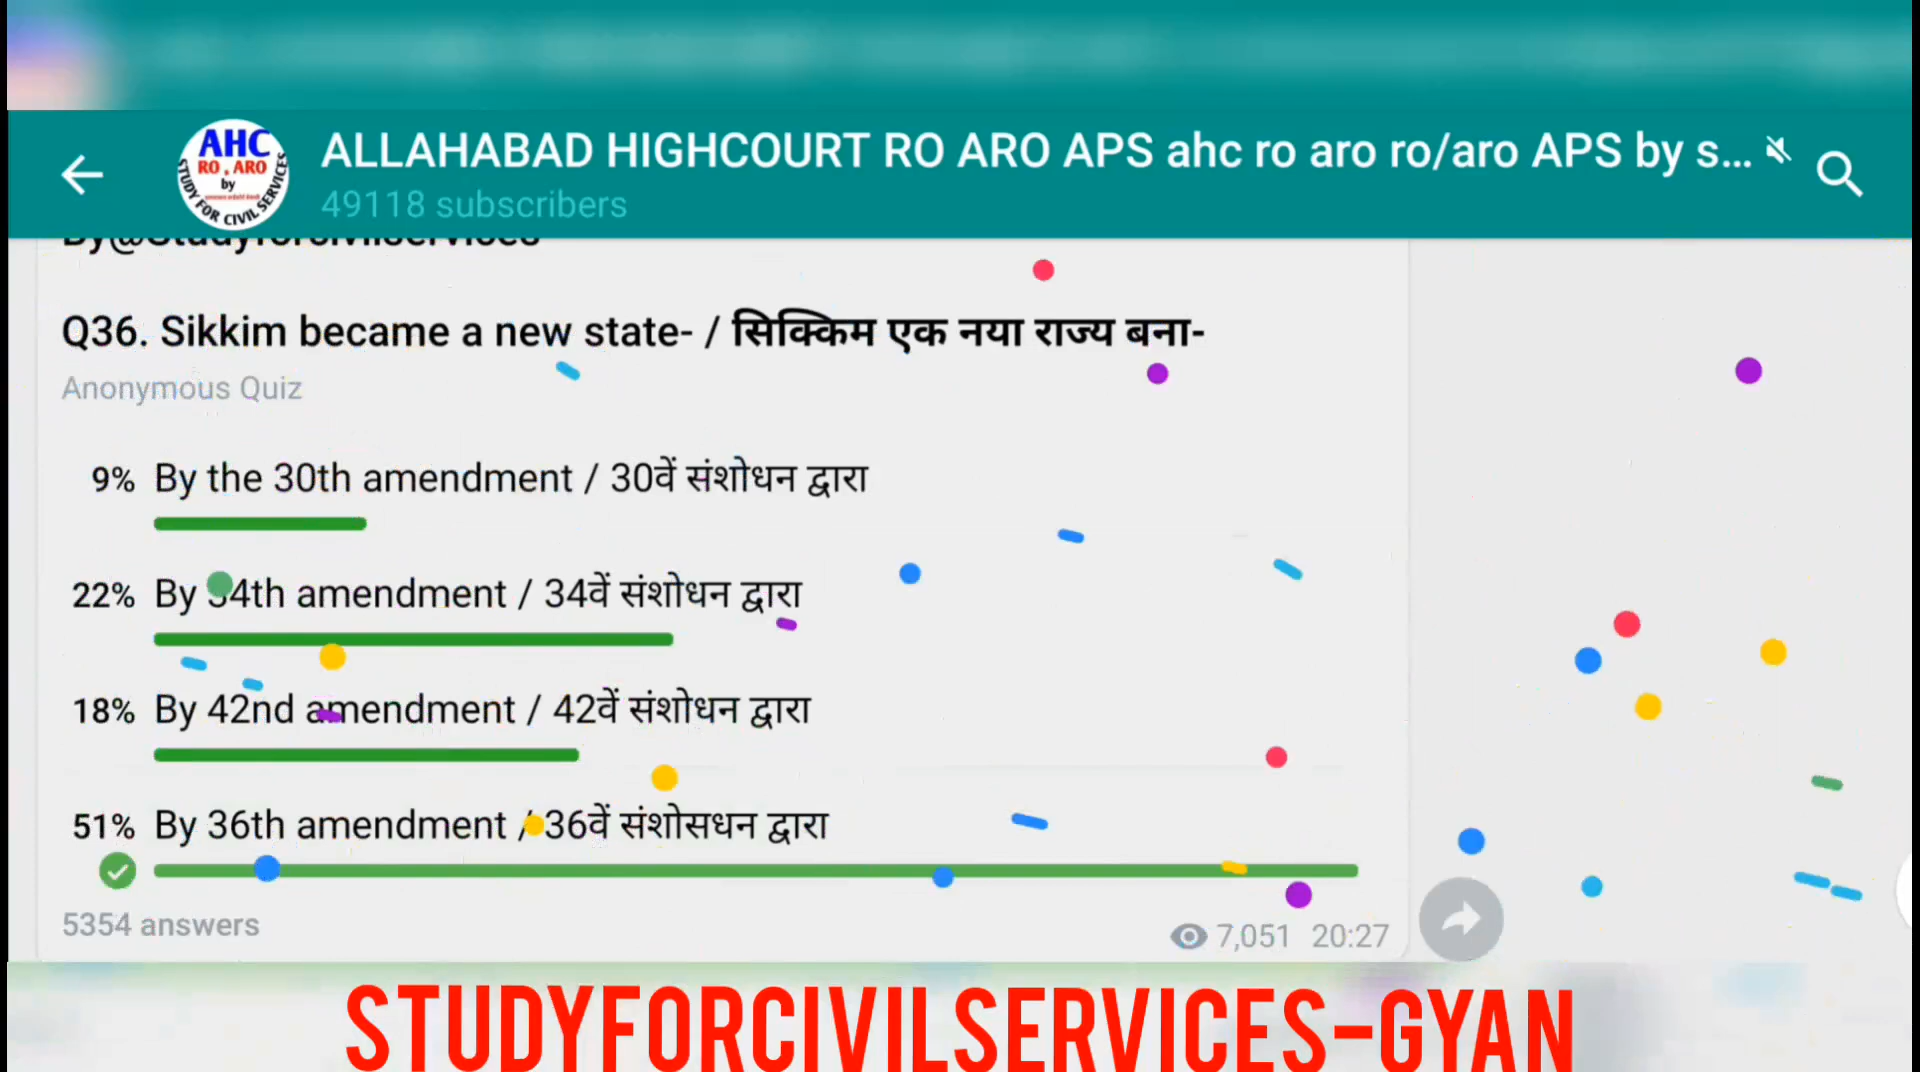 AHC
RO , ARO
by
STUDY FOR CIVIL SERVICES
ALLAHABAD HIGHCOURT RO ARO APS ahc ro aro ro/aro APS by s...
49118 subscribers
By@Studyforcivilservices
Q36. Sikkim became a new state- / सिक्किम एक नया राज्य बना-
Anonymous Quiz
9% By the 30th amendment / 30वें संशोधन द्वारा
22% By 34th amendment / 34वें संशोधन द्वारा
18% By 42nd amendment / 42वें संशोधन द्वारा
51% By 36th amendment / 36वें संशोसधन द्वारा
5354 answers
7,051 20:27
STUDYFORCIVILSERVICES-GYAN